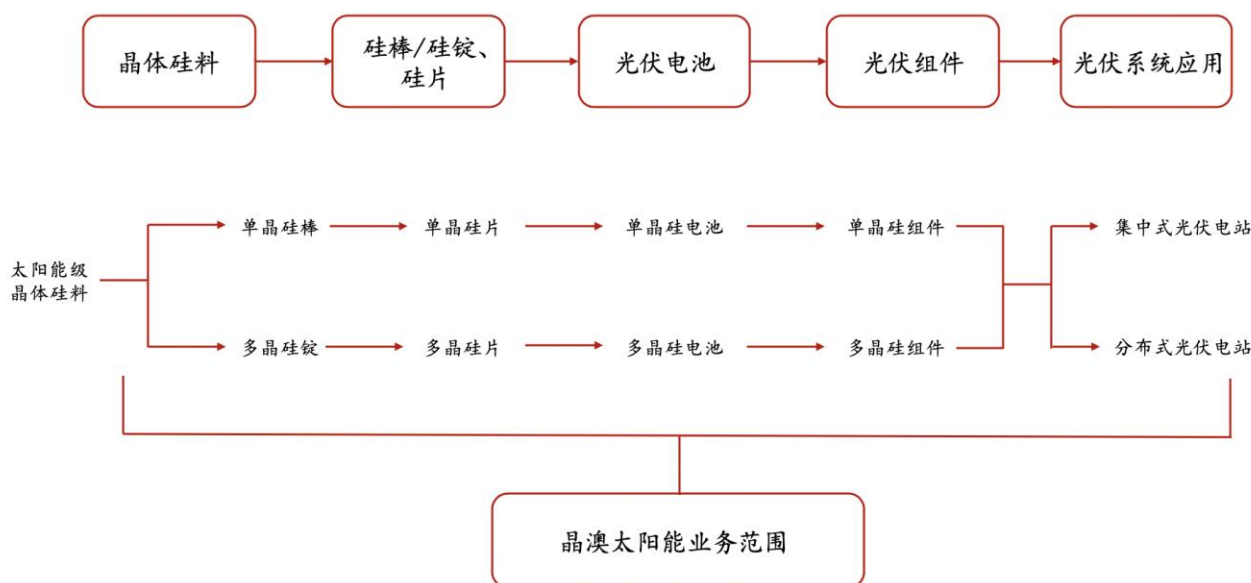 晶体硅料
硅棒/硅锭、
硅片
光伏电池
光伏组件
光伏系统应用
单晶硅棒
单晶硅片
单晶硅电池
单晶硅组件
集中式光伏电站
太阳能级
晶体硅料
多晶硅锭
多晶硅片
多晶硅电池
多晶硅组件
分布式光伏电站
晶澳太阳能业务范围